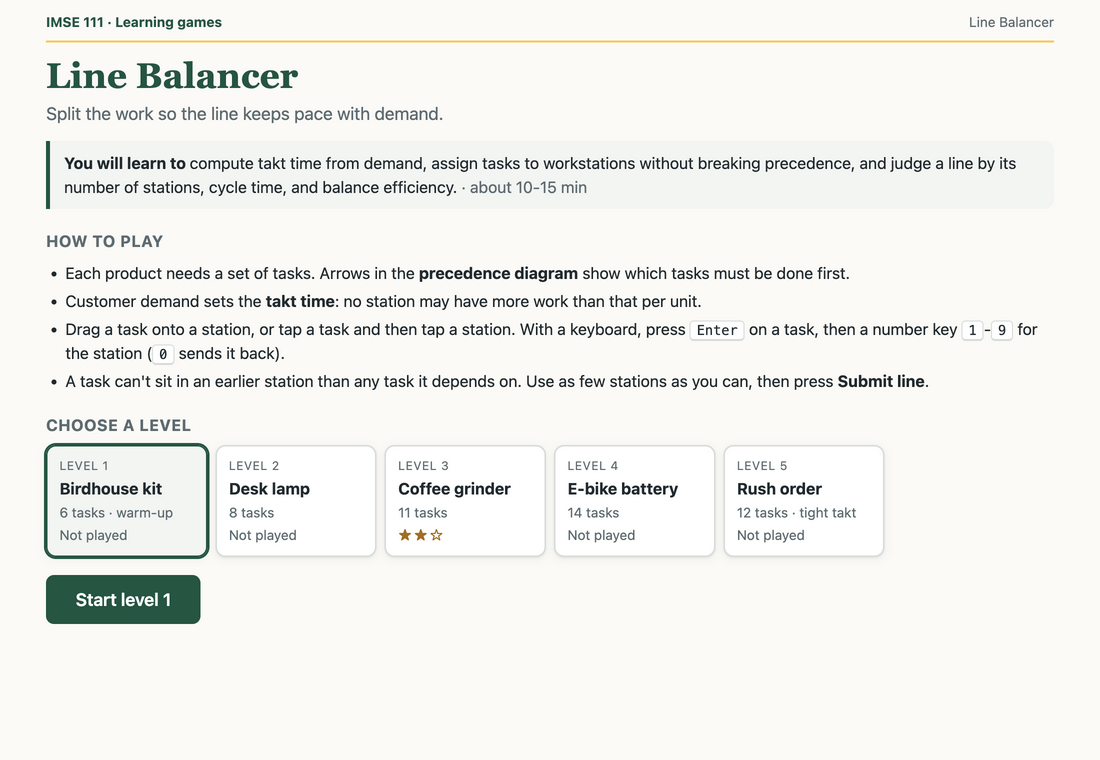 IMSE 111 · Learning games
Line Balancer
Line Balancer
Split the work so the line keeps pace with demand.
You will learn to compute takt time from demand, assign tasks to workstations without breaking precedence, and judge a line by its
number of stations, cycle time, and balance efficiency. · about 10-15 min
HOW TO PLAY
• Each product needs a set of tasks. Arrows in the precedence diagram show which tasks must be done first.
• Customer demand sets the takt time: no station may have more work than that per unit.
• Drag a task onto a station, or tap a task and then tap a station. With a keyboard, press Enter on a task, then a number key 1-9 for
the station (0 sends it back).
• A task can't sit in an earlier station than any task it depends on. Use as few stations as you can, then press Submit line.
CHOOSE A LEVEL
LEVEL 1
Birdhouse kit
6 tasks · warm-up
Not played
LEVEL 2
Desk lamp
8 tasks
Not played
LEVEL 3
Coffee grinder
11 tasks
★★☆
LEVEL 4
E-bike battery
14 tasks
Not played
LEVEL 5
Rush order
12 tasks · tight takt
Not played
Start level 1